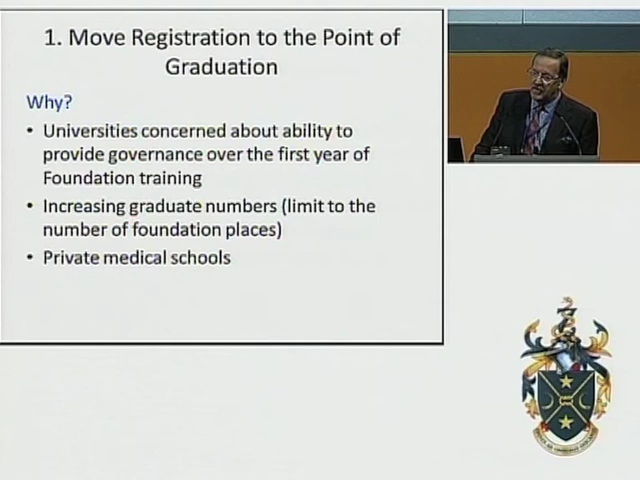 1. Move Registration to the Point of
Graduation
Why?
• Universities concerned about ability to
provide governance over the first year of
Foundation training
• Increasing graduate numbers (limit to the
number of foundation places)
• Private medical schools